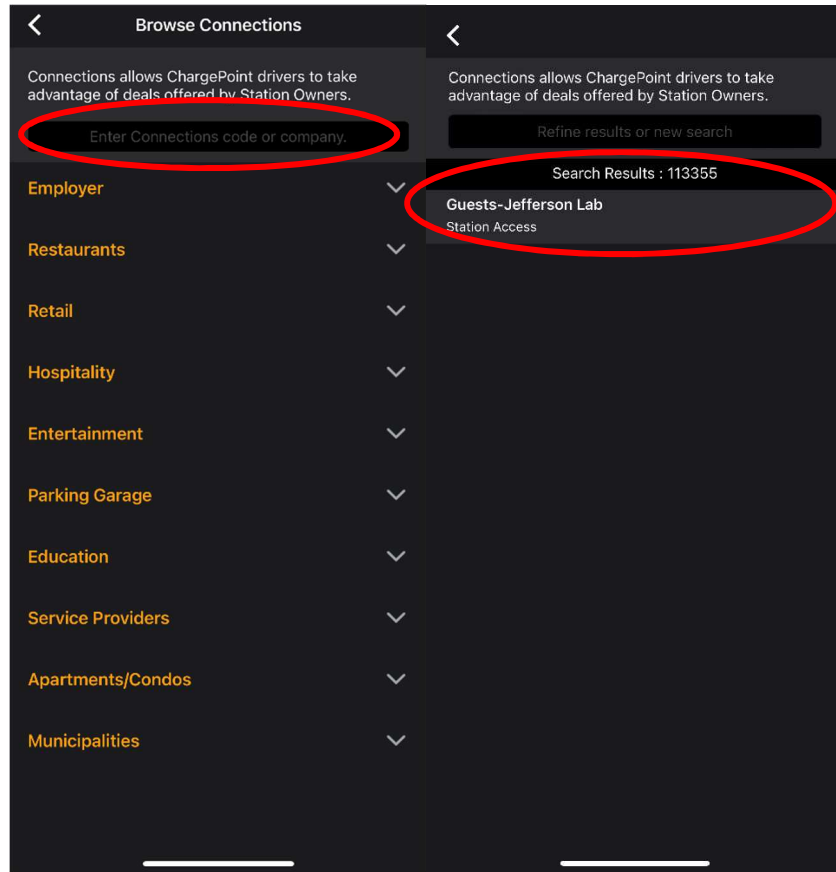 Browse Connections
Connections allows ChargePoint drivers to take
advantage of deals offered by Station Owners.
Enter Connections code or company.
Employer
Restaurants
Retail
Hospitality
Entertainment
Parking Garage
Education
Service Providers
Apartments/Condos
Municipalities
Connections allows ChargePoint drivers to take
advantage of deals offered by Station Owners.
Refine results or new search
Search Results : 113355
Guests-Jefferson Lab
Station Access